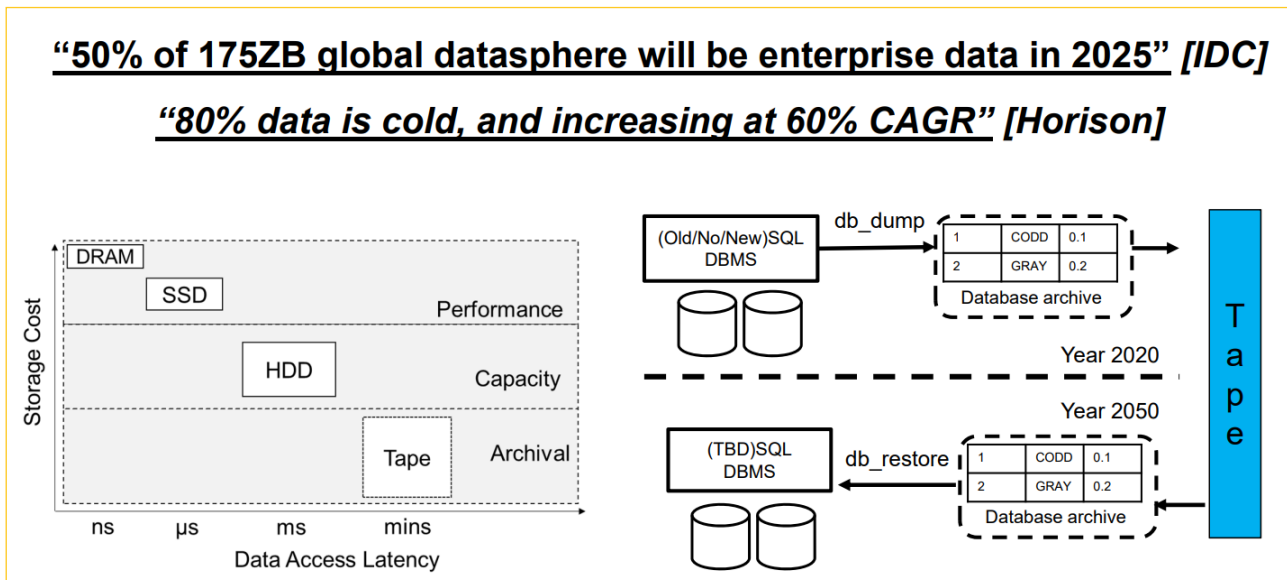 “50% of 175ZB global datasphere will be enterprise data in 2025” [IDC]
“80% data is cold, and increasing at 60% CAGR” [Horison]
Storage Cost
DRAM
SSD
Performance
HDD
Capacity
Tape
Archival
ns µs ms mins
Data Access Latency
(Old/No/New)SQL
DBMS
db_dump
1 CODD 0.1
2 GRAY 0.2
Database archive
Year 2020
Year 2050
(TBD)SQL
DBMS
db_restore
1 CODD 0.1
2 GRAY 0.2
Database archive
T
a
p
e